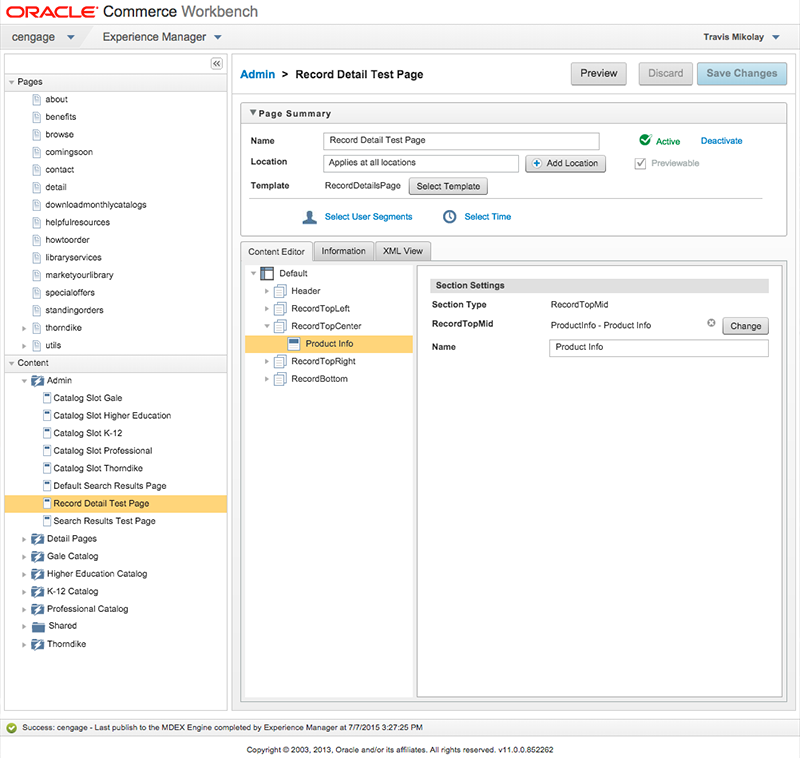 ORACLE® Commerce Workbench
cengage Experience Manager Travis Mikolay
Pages
about
benefits
browse
comingsoon
contact
detail
downloadmonthlycatalogs
helpfulresources
howtoorder
libraryservices
marketyourlibrary
specialoffers
standingorders
thorndike
utils
Content
Admin
Catalog Slot Gale
Catalog Slot Higher Education
Catalog Slot K-12
Catalog Slot Professional
Catalog Slot Thorndike
Default Search Results Page
Record Detail Test Page
Search Results Test Page
Detail Pages
Gale Catalog
Higher Education Catalog
K-12 Catalog
Professional Catalog
Shared
Thorndike
Admin > Record Detail Test Page Preview Discard Save Changes
Page Summary
Name Record Detail Test Page Active Deactivate
Location Applies at all locations Add Location Previewable
Template RecordDetailsPage Select Template
Select User Segments Select Time
Content Editor Information XML View
Default
Header
RecordTopLeft
RecordTopCenter
Product Info
RecordTopRight
RecordBottom
Section Settings
Section Type RecordTopMid
RecordTopMid ProductInfo - Product Info Change
Name Product Info
Success: cengage - Last publish to the MDEX Engine completed by Experience Manager at 7/7/2015 3:27:25 PM
Copyright © 2003, 2013, Oracle and/or its affiliates. All rights reserved. v11.0.0.852262